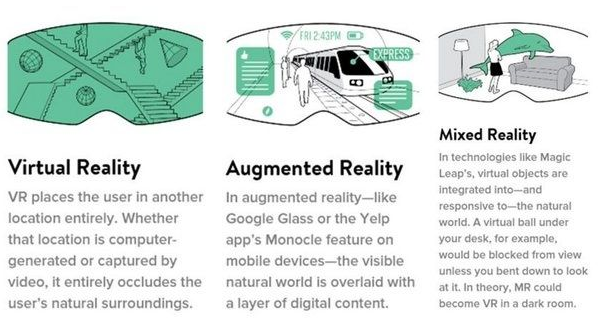 FRI 2:43PM
EXPRESS
Virtual Reality
VR places the user in another
location entirely. Whether
that location is computer-
generated or captured by
video, it entirely occludes the
user's natural surroundings.
Augmented Reality
In augmented reality—like
Google Glass or the Yelp
app's Monocle feature on
mobile devices—the visible
natural world is overlaid with
a layer of digital content.
Mixed Reality
In technologies like Magic
Leap's, virtual objects are
integrated into—and
responsive to—the natural
world. A virtual ball under
your desk, for example,
would be blocked from view
unless you bent down to look
at it. In theory, MR could
become VR in a dark room.